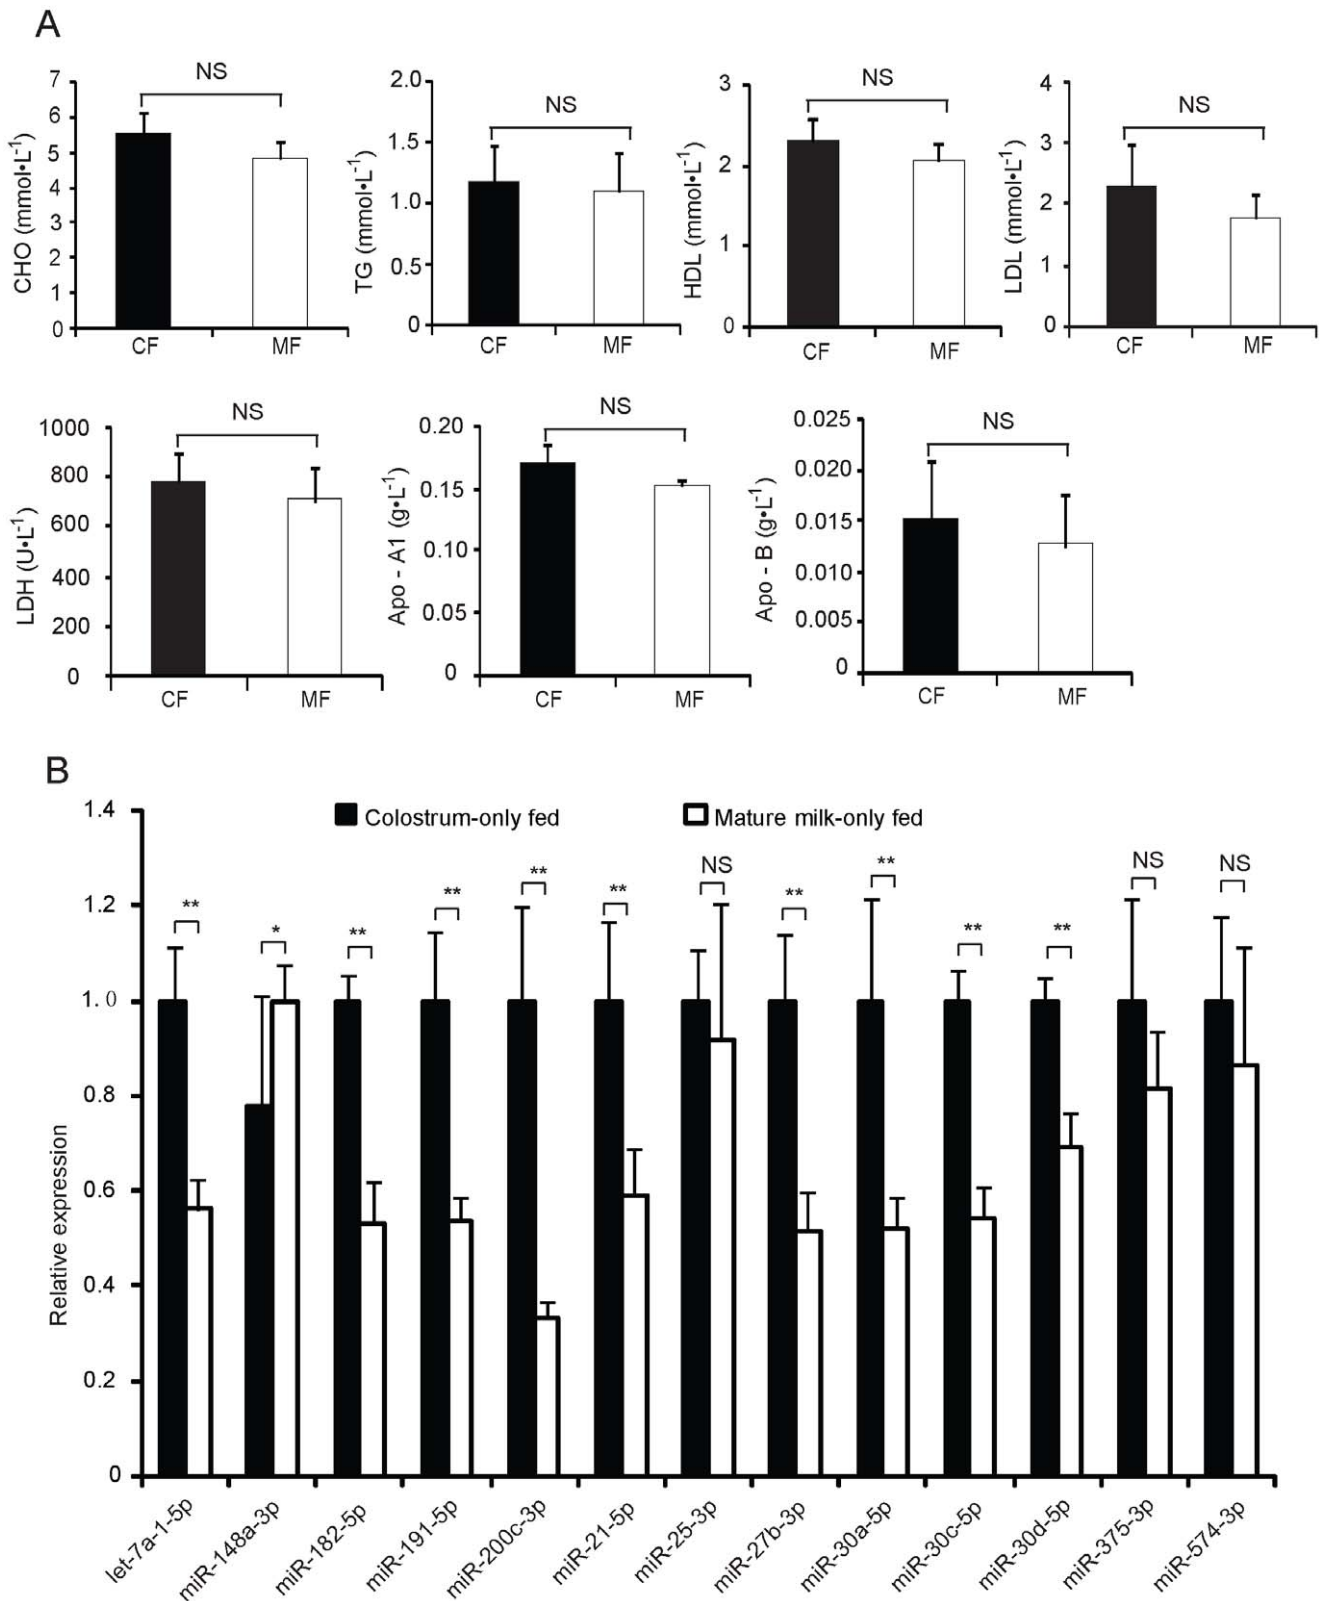 A
NS
7
6
5
4
3
2
1
0
CHO (mmol•L-1)
CF
MF
NS
2.0
1.5
1.0
0.5
0
TG (mmol•L-1)
CF
MF
NS
3
2
1
0
HDL (mmol•L-1)
CF
MF
NS
4
3
2
1
0
LDL (mmol•L-1)
CF
MF
NS
1000
800
600
400
200
0
LDH (U•L-1)
CF
MF
NS
0.20
0.15
0.10
0.05
0
Apo - A1 (g•L-1)
CF
MF
NS
0.025
0.020
0.015
0.010
0.005
0
Apo - B (g•L-1)
CF
MF
B
Colostrum-only fed
Mature milk-only fed
1.4
1.2
1.0
0.8
0.6
0.4
0.2
0
Relative expression
**
*
**
**
**
**
NS
**
**
**
**
NS
NS
let-7a-1-5p
miR-148a-3p
miR-182-5p
miR-191-5p
miR-200c-3p
miR-21-5p
miR-25-3p
miR-27b-3p
miR-30a-5p
miR-30c-5p
miR-30d-5p
miR-375-3p
miR-574-3p